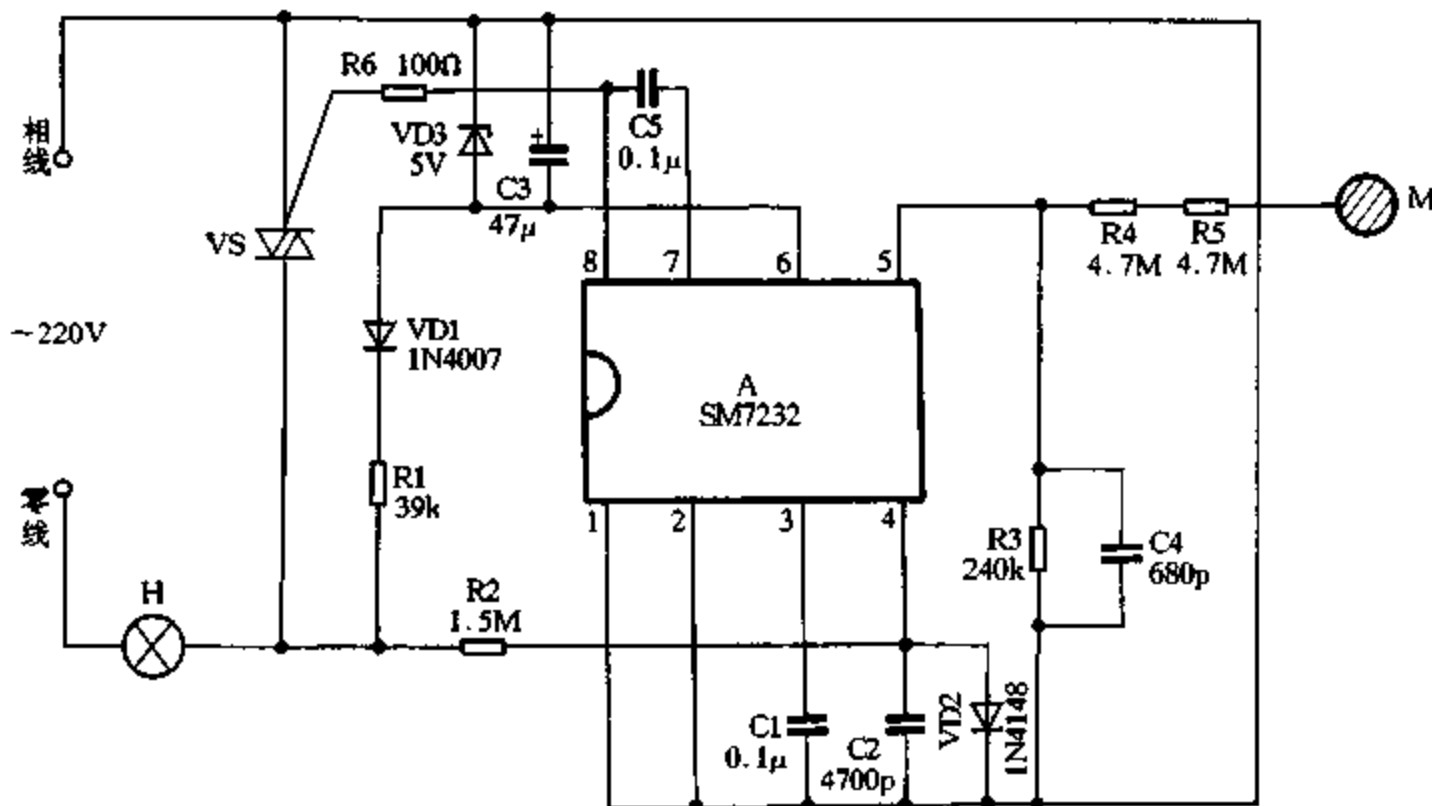 R6 100Ω
相线
VD3
5V
C5
0.1μ
C3
47μ
+
M
VS
R4
4.7M
R5
4.7M
8
7
6
5
~220V
VD1
1N4007
A
SM7232
零线
R1
39k
1
2
3
4
R3
240k
C4
680p
H
R2
1.5M
C1
0.1μ
C2
4700p
VD2
1N4148